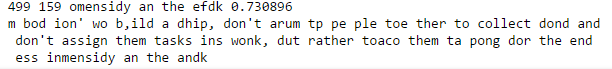 499 159 omensidy an the efdk 0.730896
m bod ion' wo b,ild a dhip, don't arum tp pe ple toe ther to collect dond and
don't assign them tasks ins wonk, dut rather toaco them ta pong dor the end
ess inmensidy an the andk